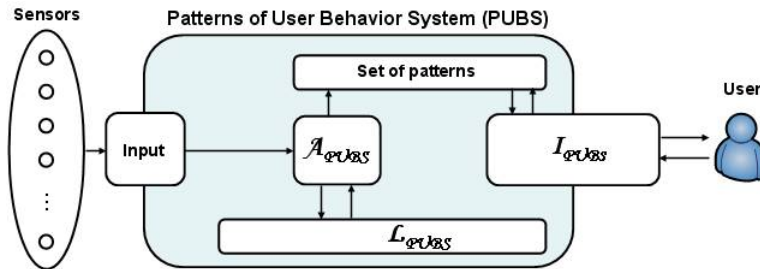 Sensors
Patterns of User Behavior System (PUBS)
Set of patterns
User
Input
A_PUBS
I_PUBS
...
L_PUBS